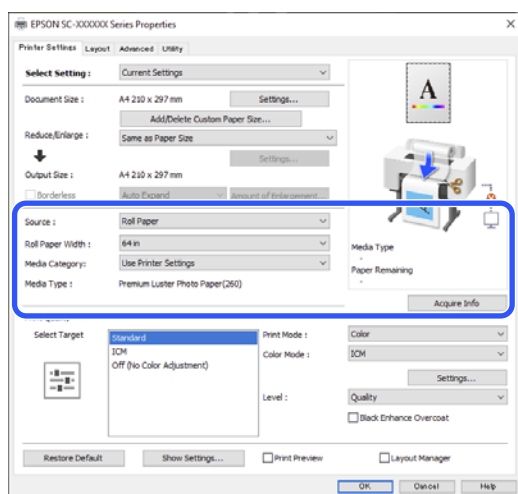 EPSON SC-XXXXXX Series Properties
Printer Settings Layout Advanced Utility
Select Setting : Current Settings
Document Size : A4 210 x 297 mm Settings...
Add/Delete Custom Paper Size...
Reduce/Enlarge : Same as Paper Size
Settings...
Output Size : A4 210 x 297 mm
Borderless Auto Expand Amount of Enlargement...
A
Source : Roll Paper
Roll Paper Width : 64 in
Media Category: Use Printer Settings
Media Type : Premium Luster Photo Paper(260)
Media Type
-
Paper Remaining
-
Acquire Info
Select Target
Standard
ICM
Off (No Color Adjustment)
Print Mode : Color
Color Mode : ICM
Settings...
Level : Quality
Black Enhance Overcoat
Restore Default Show Settings... Print Preview Layout Manager
OK Cancel Help